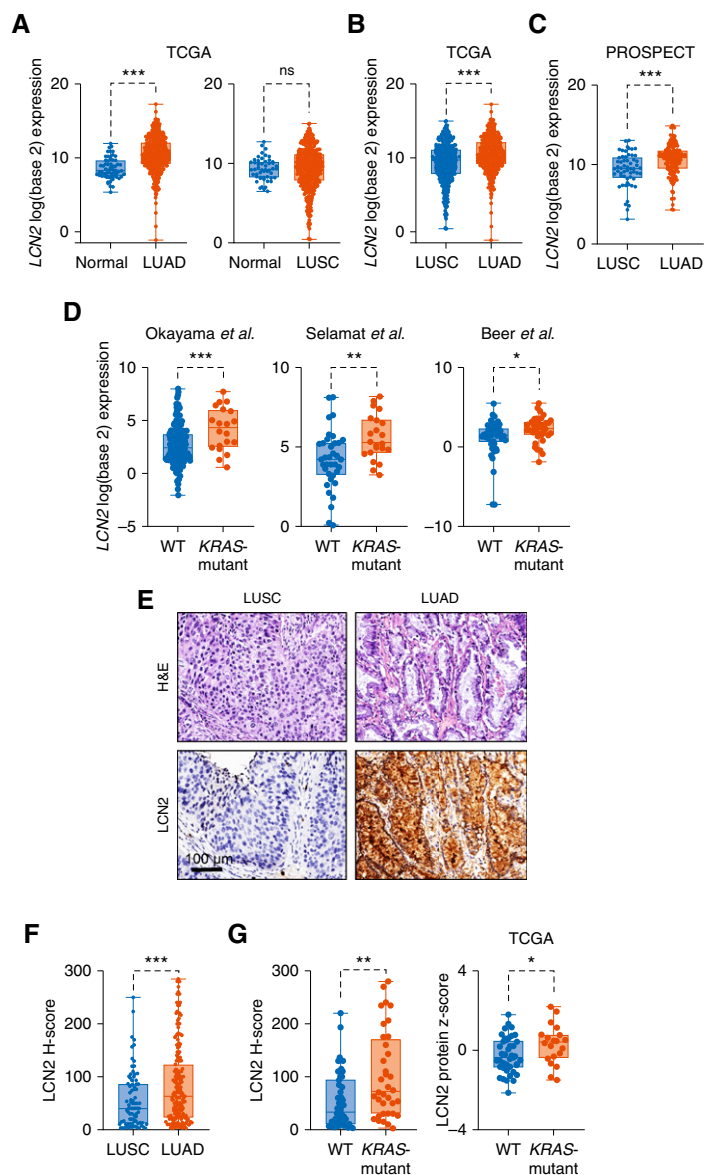 A
TCGA
LCN2 log(base 2) expression
20
10
0
***
Normal
LUAD
20
10
0
ns
Normal
LUSC
B
TCGA
LCN2 log(base 2) expression
20
10
0
***
LUSC
LUAD
C
PROSPECT
LCN2 log(base 2) expression
20
10
0
***
LUSC
LUAD
D
LCN2 log(base 2) expression
Okayama et al.
***
10
5
0
–5
WT
KRAS-
mutant
Selamat et al.
**
10
5
0
WT
KRAS-
mutant
Beer et al.
*
10
0
–10
WT
KRAS-
mutant
E
LUSC
LUAD
H&E
LCN2
100 μm
F
LCN2 H-score
***
300
200
100
0
LUSC
LUAD
G
LCN2 H-score
**
300
200
100
0
WT
KRAS-
mutant
TCGA
LCN2 protein z-score
*
4
0
–4
WT
KRAS-
mutant